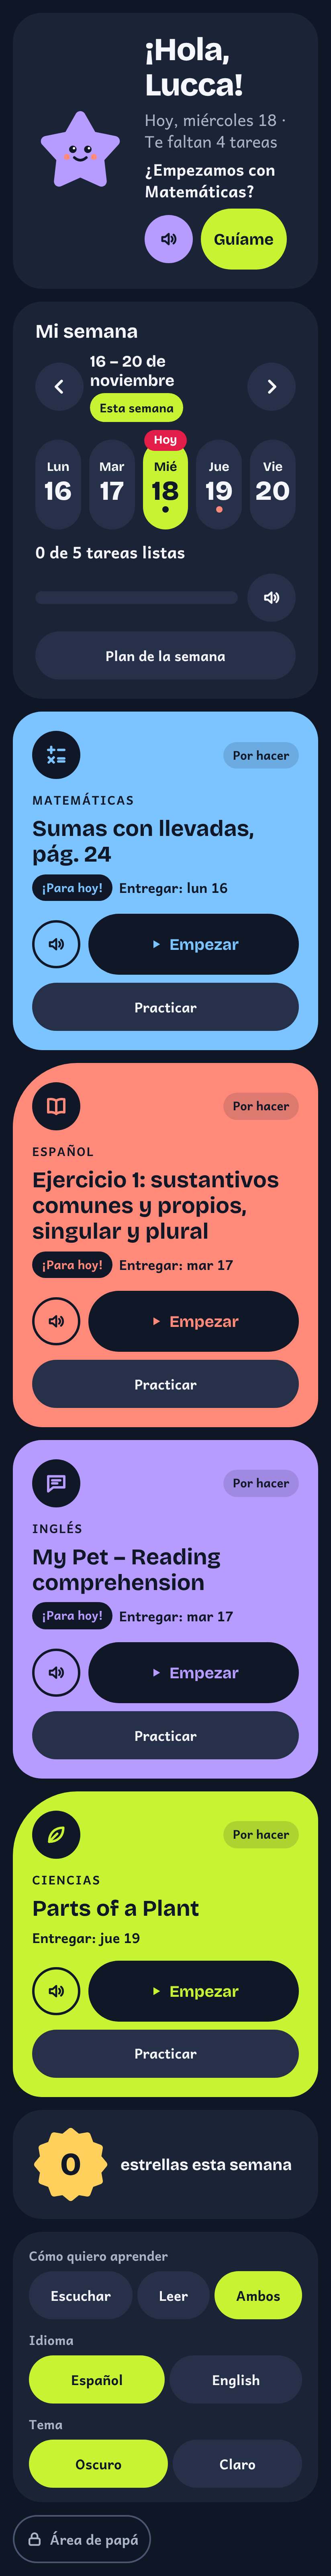 ¡Hola,
Lucca!
Hoy, miércoles 18 ·
Te faltan 4 tareas
¿Empezamos con
Matemáticas?
Guíame
Mi semana
16 – 20 de
noviembre
Esta semana
Hoy
Lun Mar Mié Jue Vie
16 17 18 19 20
0 de 5 tareas listas
Plan de la semana
Por hacer
MATEMÁTICAS
Sumas con llevadas,
pág. 24
¡Para hoy! Entregar: lun 16
Empezar
Practicar
Por hacer
ESPAÑOL
Ejercicio 1: sustantivos
comunes y propios,
singular y plural
¡Para hoy! Entregar: mar 17
Empezar
Practicar
Por hacer
INGLÉS
My Pet – Reading
comprehension
¡Para hoy! Entregar: mar 17
Empezar
Practicar
Por hacer
CIENCIAS
Parts of a Plant
Entregar: jue 19
Empezar
Practicar
0 estrellas esta semana
Cómo quiero aprender
Escuchar Leer Ambos
Idioma
Español English
Tema
Oscuro Claro
Área de papá